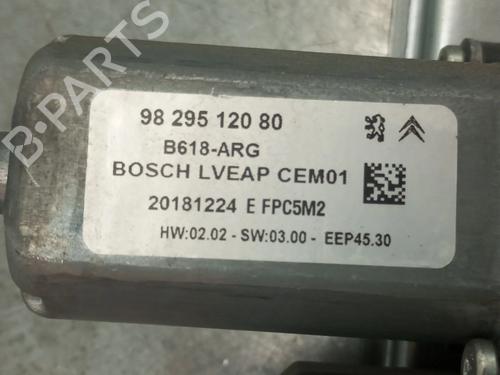 98 295 120 80
B618-ARG
BOSCH LVEAP CEM01
20181224 E FPC5M2
HW:02.02 - SW:03.00 - EEP45.30